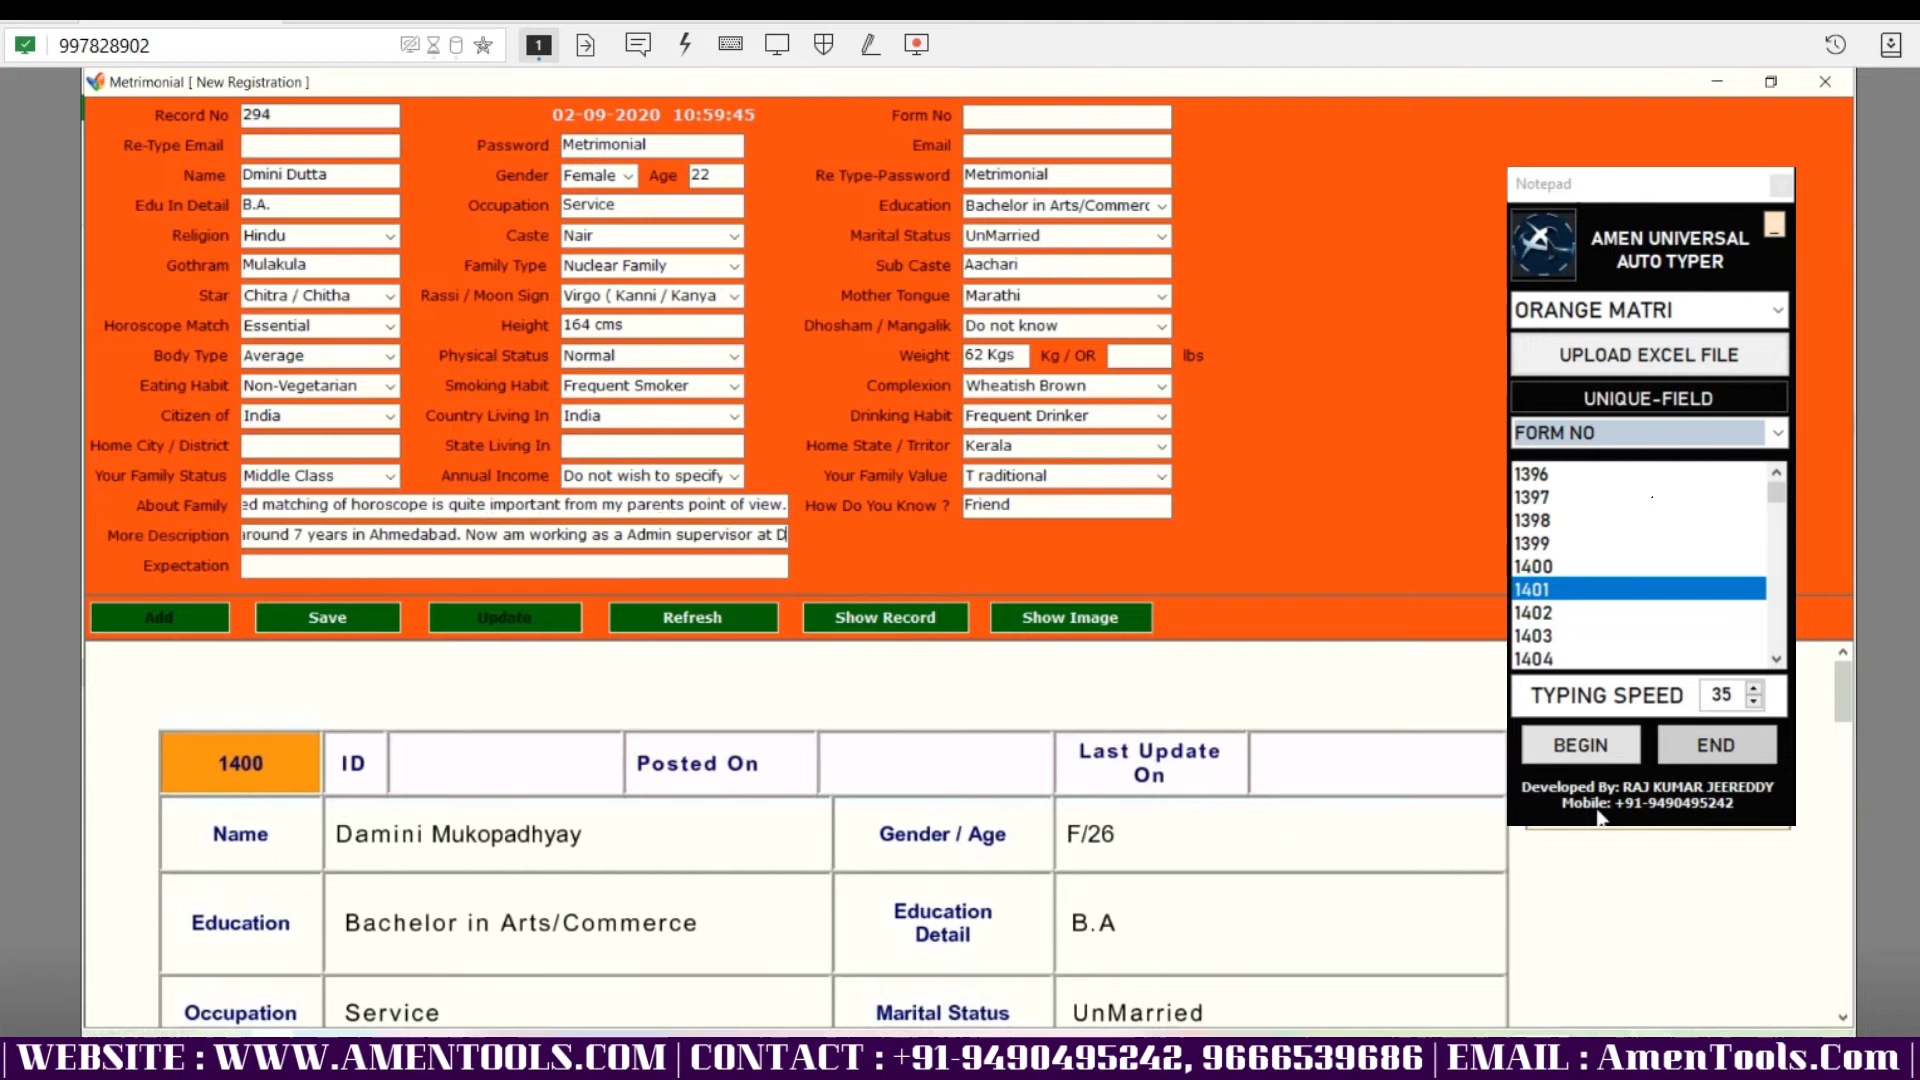 997828902
1
Metrimonial [ New Registration ]
Record No 294 02-09-2020 10:59:45 Form No
Re-Type Email Password Metrimonial Email
Name Dmini Dutta Gender Female Age 22 Re Type-Password Metrimonial
Edu In Detail B.A. Occupation Service Education Bachelor in Arts/Commerc
Religion Hindu Caste Nair Marital Status UnMarried
Gothram Mulakula Family Type Nuclear Family Sub Caste Aachari
Star Chitra / Chitha Rassi / Moon Sign Virgo ( Kanni / Kanya Mother Tongue Marathi
Horoscope Match Essential Height 164 cms Dhosham / Mangalik Do not know
Body Type Average Physical Status Normal Weight 62 Kgs Kg / OR lbs
Eating Habit Non-Vegetarian Smoking Habit Frequent Smoker Complexion Wheatish Brown
Citizen of India Country Living In India Drinking Habit Frequent Drinker
Home City / District State Living In Home State / Trritor Kerala
Your Family Status Middle Class Annual Income Do not wish to specify Your Family Value T raditional
About Family ed matching of horoscope is quite important from my parents point of view. How Do You Know ? Friend
More Description around 7 years in Ahmedabad. Now am working as a Admin supervisor at D
Expectation
Add Save Update Refresh Show Record Show Image
1400 ID Posted On Last Update
On
Name Damini Mukopadhyay Gender / Age F/26
Education Bachelor in Arts/Commerce Education
Detail B.A
Occupation Service Marital Status UnMarried
Notepad
AMEN UNIVERSAL
AUTO TYPER
ORANGE MATRI
UPLOAD EXCEL FILE
UNIQUE-FIELD
FORM NO
1396
1397
1398
1399
1400
1401
1402
1403
1404
TYPING SPEED 35
BEGIN END
Developed By: RAJ KUMAR JEEREDDY
Mobile: +91-9490495242
| WEBSITE : WWW.AMENTOOLS.COM | CONTACT : +91-9490495242, 9666539686 | EMAIL : AmenTools.Com |